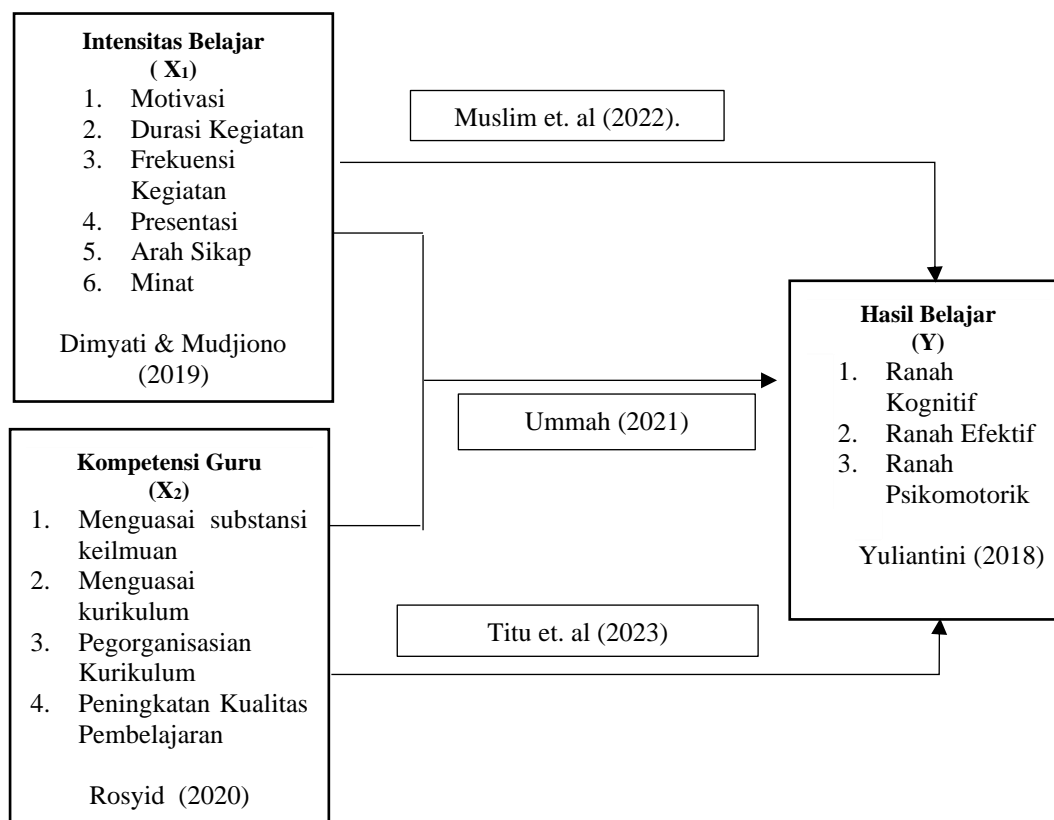 Intensitas Belajar
( X₁)
1. Motivasi
2. Durasi Kegiatan
3. Frekuensi
Kegiatan
4. Presentasi
5. Arah Sikap
6. Minat
Dimyati & Mudjiono
(2019)
Muslim et. al (2022).
Ummah (2021)
Hasil Belajar
(Y)
1. Ranah
Kognitif
2. Ranah Efektif
3. Ranah
Psikomotorik
Yuliantini (2018)
Kompetensi Guru
(X₂)
1. Menguasai substansi
keilmuan
2. Menguasai
kurikulum
3. Pegorganisasian
Kurikulum
4. Peningkatan Kualitas
Pembelajaran
Rosyid (2020)
Titu et. al (2023)